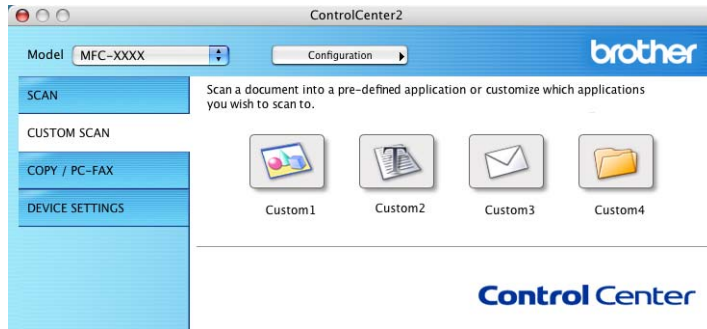 ControlCenter2
Model MFC-XXXX Configuration brother
SCAN
Scan a document into a pre-defined application or customize which applications
you wish to scan to.
CUSTOM SCAN
COPY / PC-FAX
DEVICE SETTINGS
Custom1 Custom2 Custom3 Custom4
Control Center